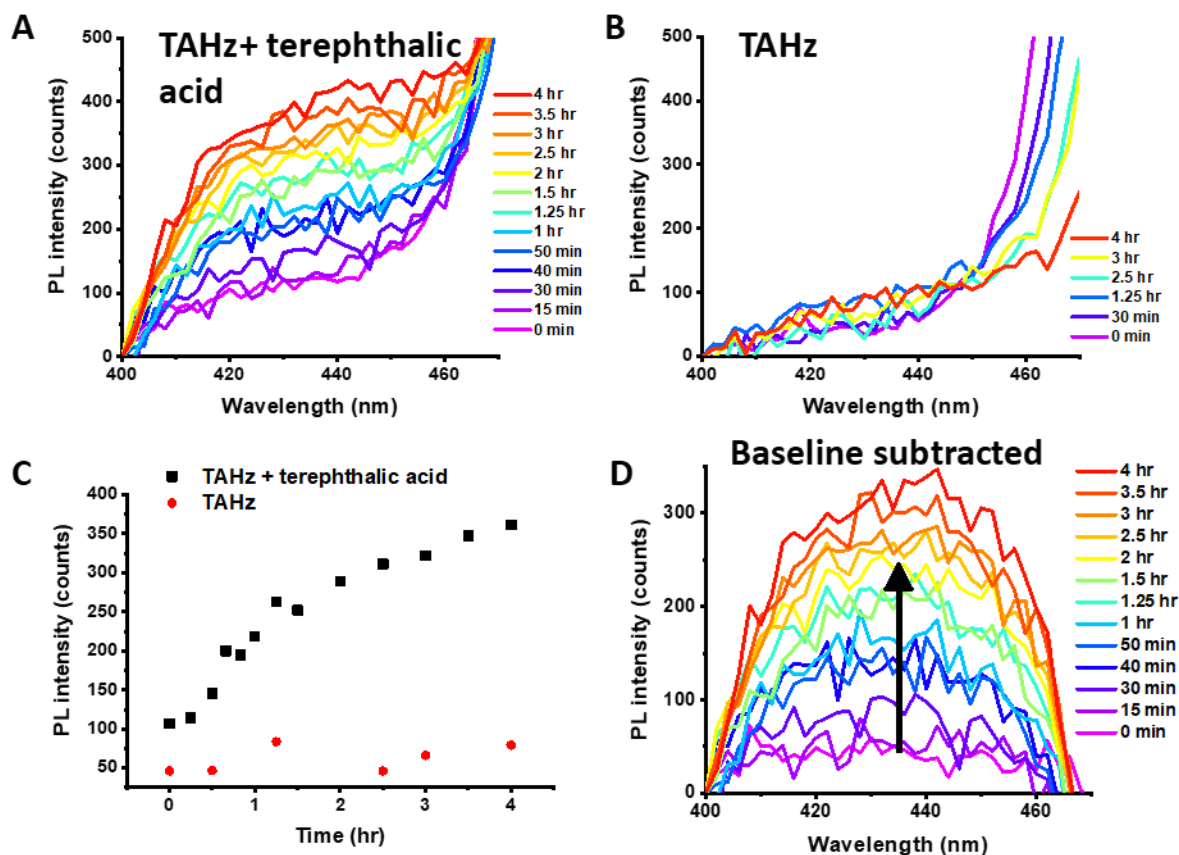 A
TAHz+ terephthalic
acid
PL intensity (counts)
500
400
300
200
100
0
400
420
440
460
Wavelength (nm)
4 hr
3.5 hr
3 hr
2.5 hr
2 hr
1.5 hr
1.25 hr
1 hr
50 min
40 min
30 min
15 min
0 min
B
TAHz
PL intensity (counts)
500
400
300
200
100
0
400
420
440
460
Wavelength (nm)
4 hr
3 hr
2.5 hr
1.25 hr
30 min
0 min
C
TAHz + terephthalic acid
TAHz
PL intensity (counts)
400
350
300
250
200
150
100
50
0
1
2
3
4
Time (hr)
D
Baseline subtracted
PL intensity (counts)
300
200
100
0
400
420
440
460
Wavelength (nm)
4 hr
3.5 hr
3 hr
2.5 hr
2 hr
1.5 hr
1.25 hr
1 hr
50 min
40 min
30 min
15 min
0 min